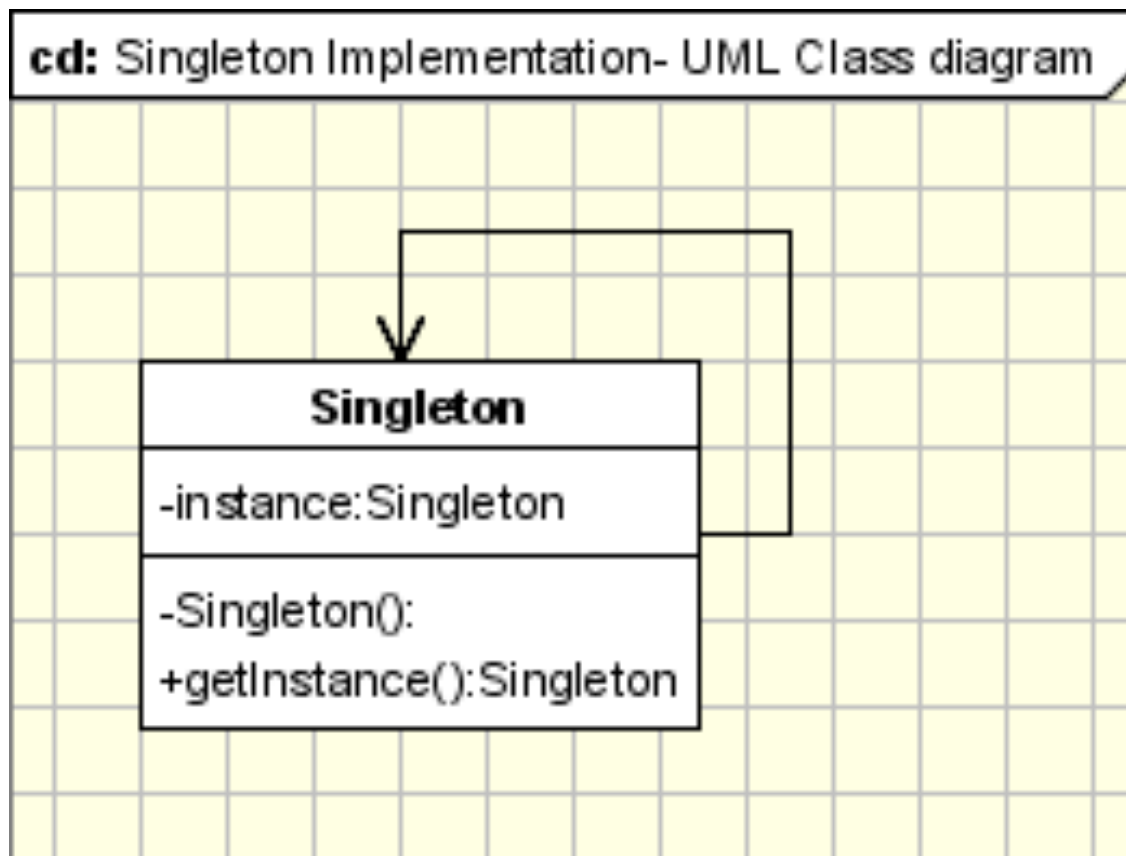 cd: Singleton Implementation- UML Class diagram
Singleton
-instance:Singleton
-Singleton():
+getInstance():Singleton